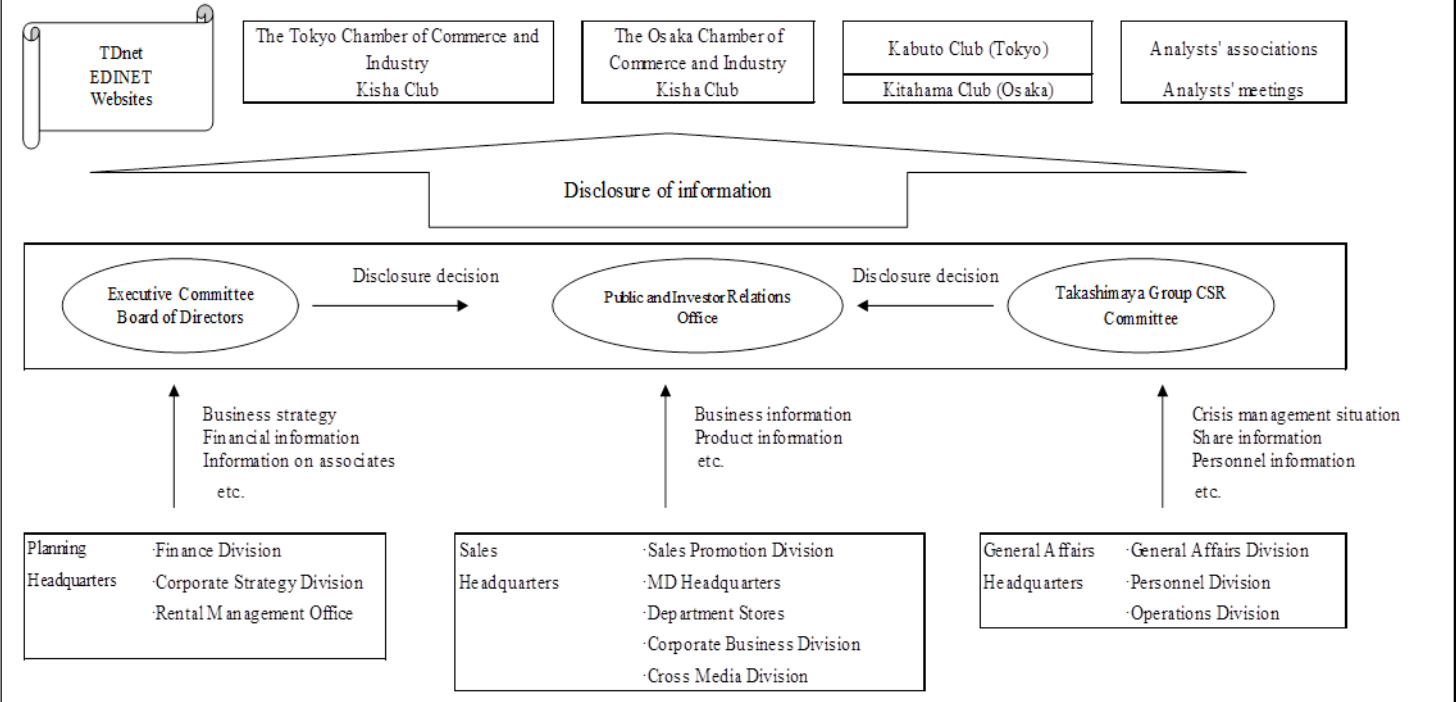 TDnet
EDINET
Websites
The Tokyo Chamber of Commerce and
Industry
Kisha Club
The Osaka Chamber of
Commerce and Industry
Kisha Club
Kabuto Club (Tokyo)
Kitahama Club (Osaka)
Analysts' associations
Analysts' meetings
Disclosure of information
Executive Committee
Board of Directors
Disclosure decision
Public and Investor Relations
Office
Disclosure decision
Takashimaya Group CSR
Committee
Business strategy
Financial information
Information on associates
etc.
Business information
Product information
etc.
Crisis management situation
Share information
Personnel information
etc.
Planning
Headquarters
·Finance Division
·Corporate Strategy Division
·Rental Management Office
Sales
Headquarters
·Sales Promotion Division
·MD Headquarters
·Department Stores
·Corporate Business Division
·Cross Media Division
General Affairs
Headquarters
·General Affairs Division
·Personnel Division
·Operations Division